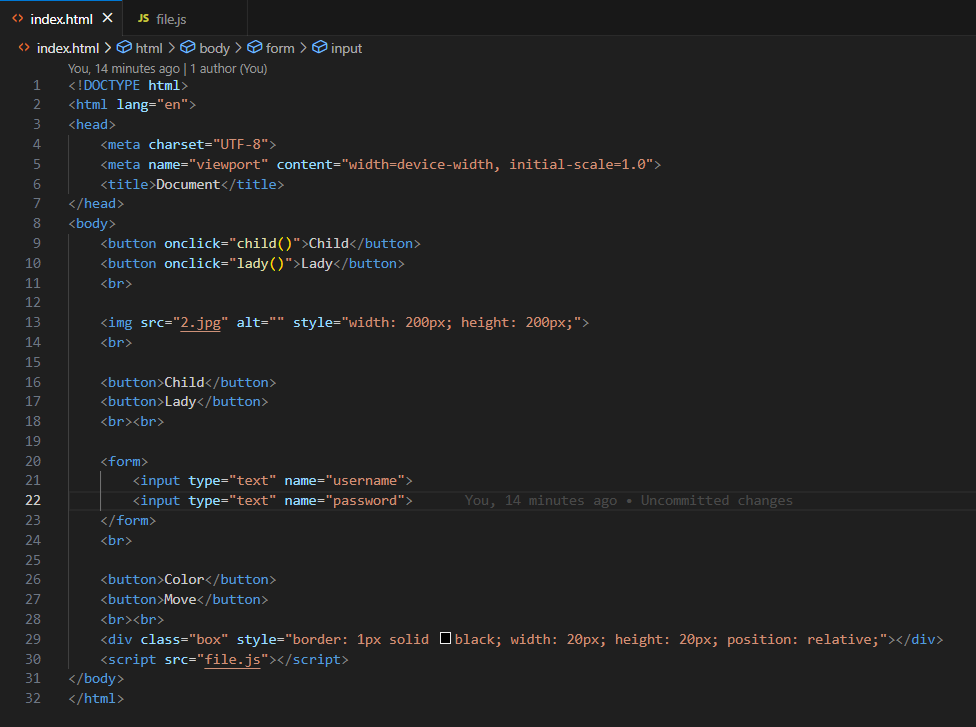 index.html
JS file.js
index.html > html > body > form > input
You, 14 minutes ago | 1 author (You)
1 <!DOCTYPE html>
2 <html lang="en">
3 <head>
4     <meta charset="UTF-8">
5     <meta name="viewport" content="width=device-width, initial-scale=1.0">
6     <title>Document</title>
7 </head>
8 <body>
9     <button onclick="child()">Child</button>
10     <button onclick="lady()">Lady</button>
11     <br>
12
13     <img src="2.jpg" alt="" style="width: 200px; height: 200px;">
14     <br>
15
16     <button>Child</button>
17     <button>Lady</button>
18     <br><br>
19
20     <form>
21         <input type="text" name="username">
22         <input type="text" name="password"> You, 14 minutes ago • Uncommitted changes
23     </form>
24     <br>
25
26     <button>Color</button>
27     <button>Move</button>
28     <br><br>
29     <div class="box" style="border: 1px solid black; width: 20px; height: 20px; position: relative;"></div>
30     <script src="file.js"></script>
31 </body>
32 </html>